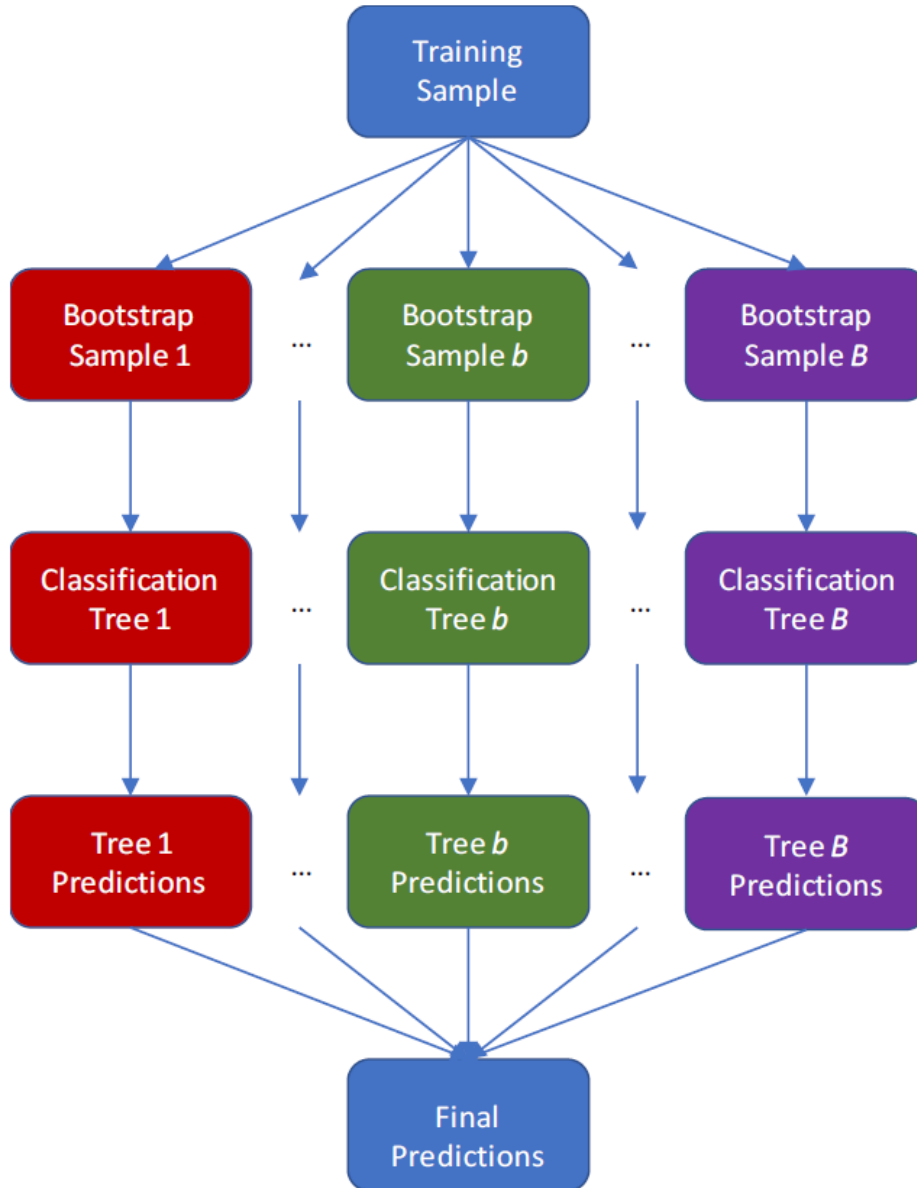 Training
Sample
Bootstrap
Sample 1
...
Bootstrap
Sample b
...
Bootstrap
Sample B
Classification
Tree 1
...
Classification
Tree b
...
Classification
Tree B
Tree 1
Predictions
...
Tree b
Predictions
...
Tree B
Predictions
Final
Predictions